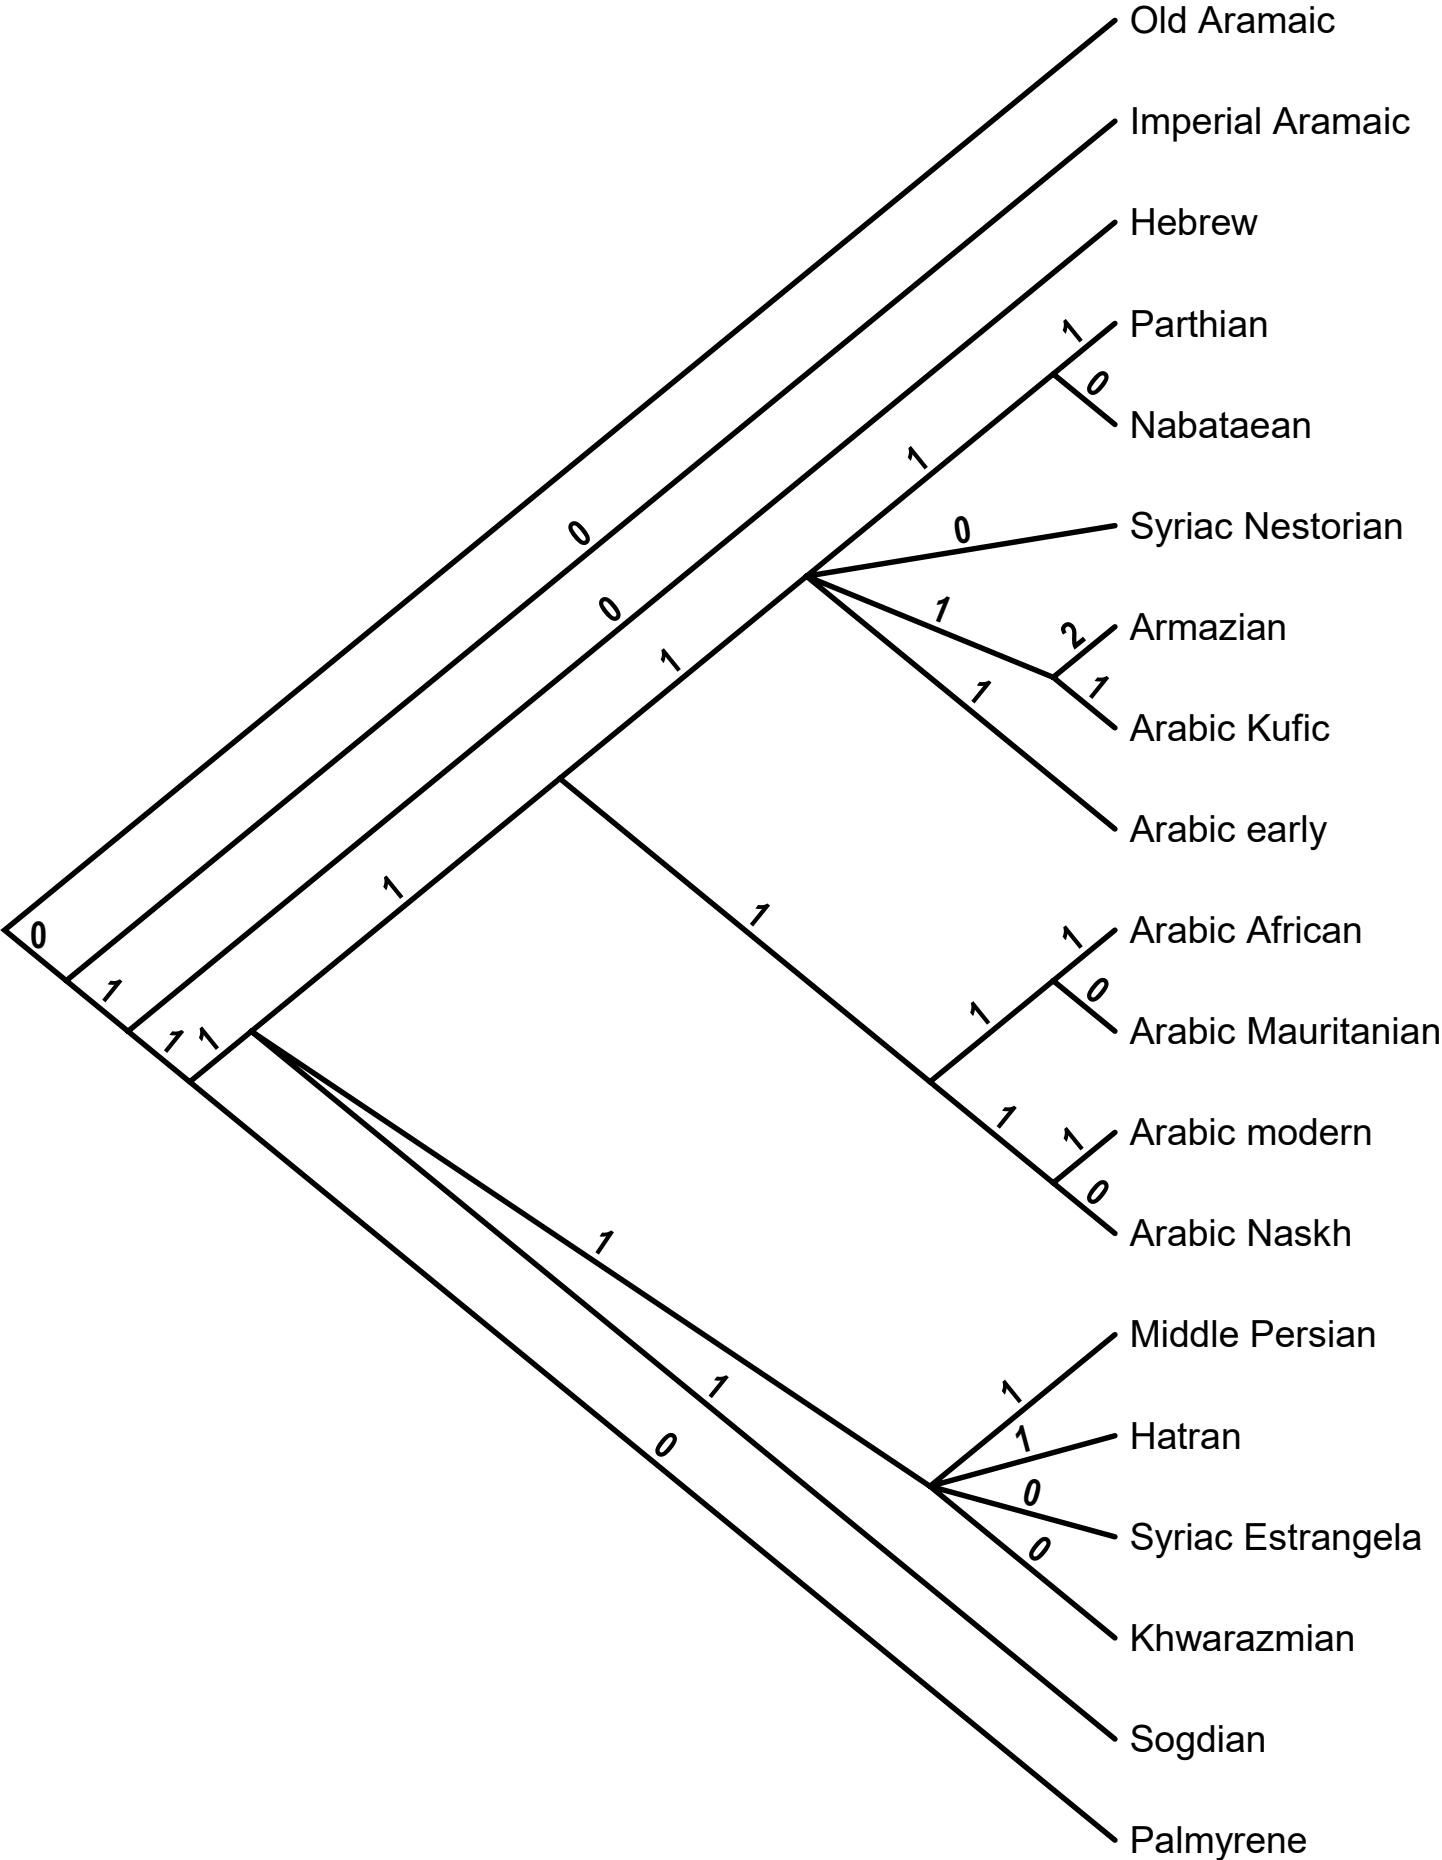 Old Aramaic
Imperial Aramaic
Hebrew
1 Parthian
0
Nabataean
1
0 Syriac Nestorian
0
1
0
2 Armazian
1
1
1
Arabic Kufic
Arabic early
1
1
1 Arabic African
0
1
0
1
1
1
Arabic Mauritanian
1
1 Arabic modern
0
Arabic Naskh
1
Middle Persian
1
1
1 Hatran
0
0
Syriac Estrangela
0
Khwarazmian
Sogdian
Palmyrene